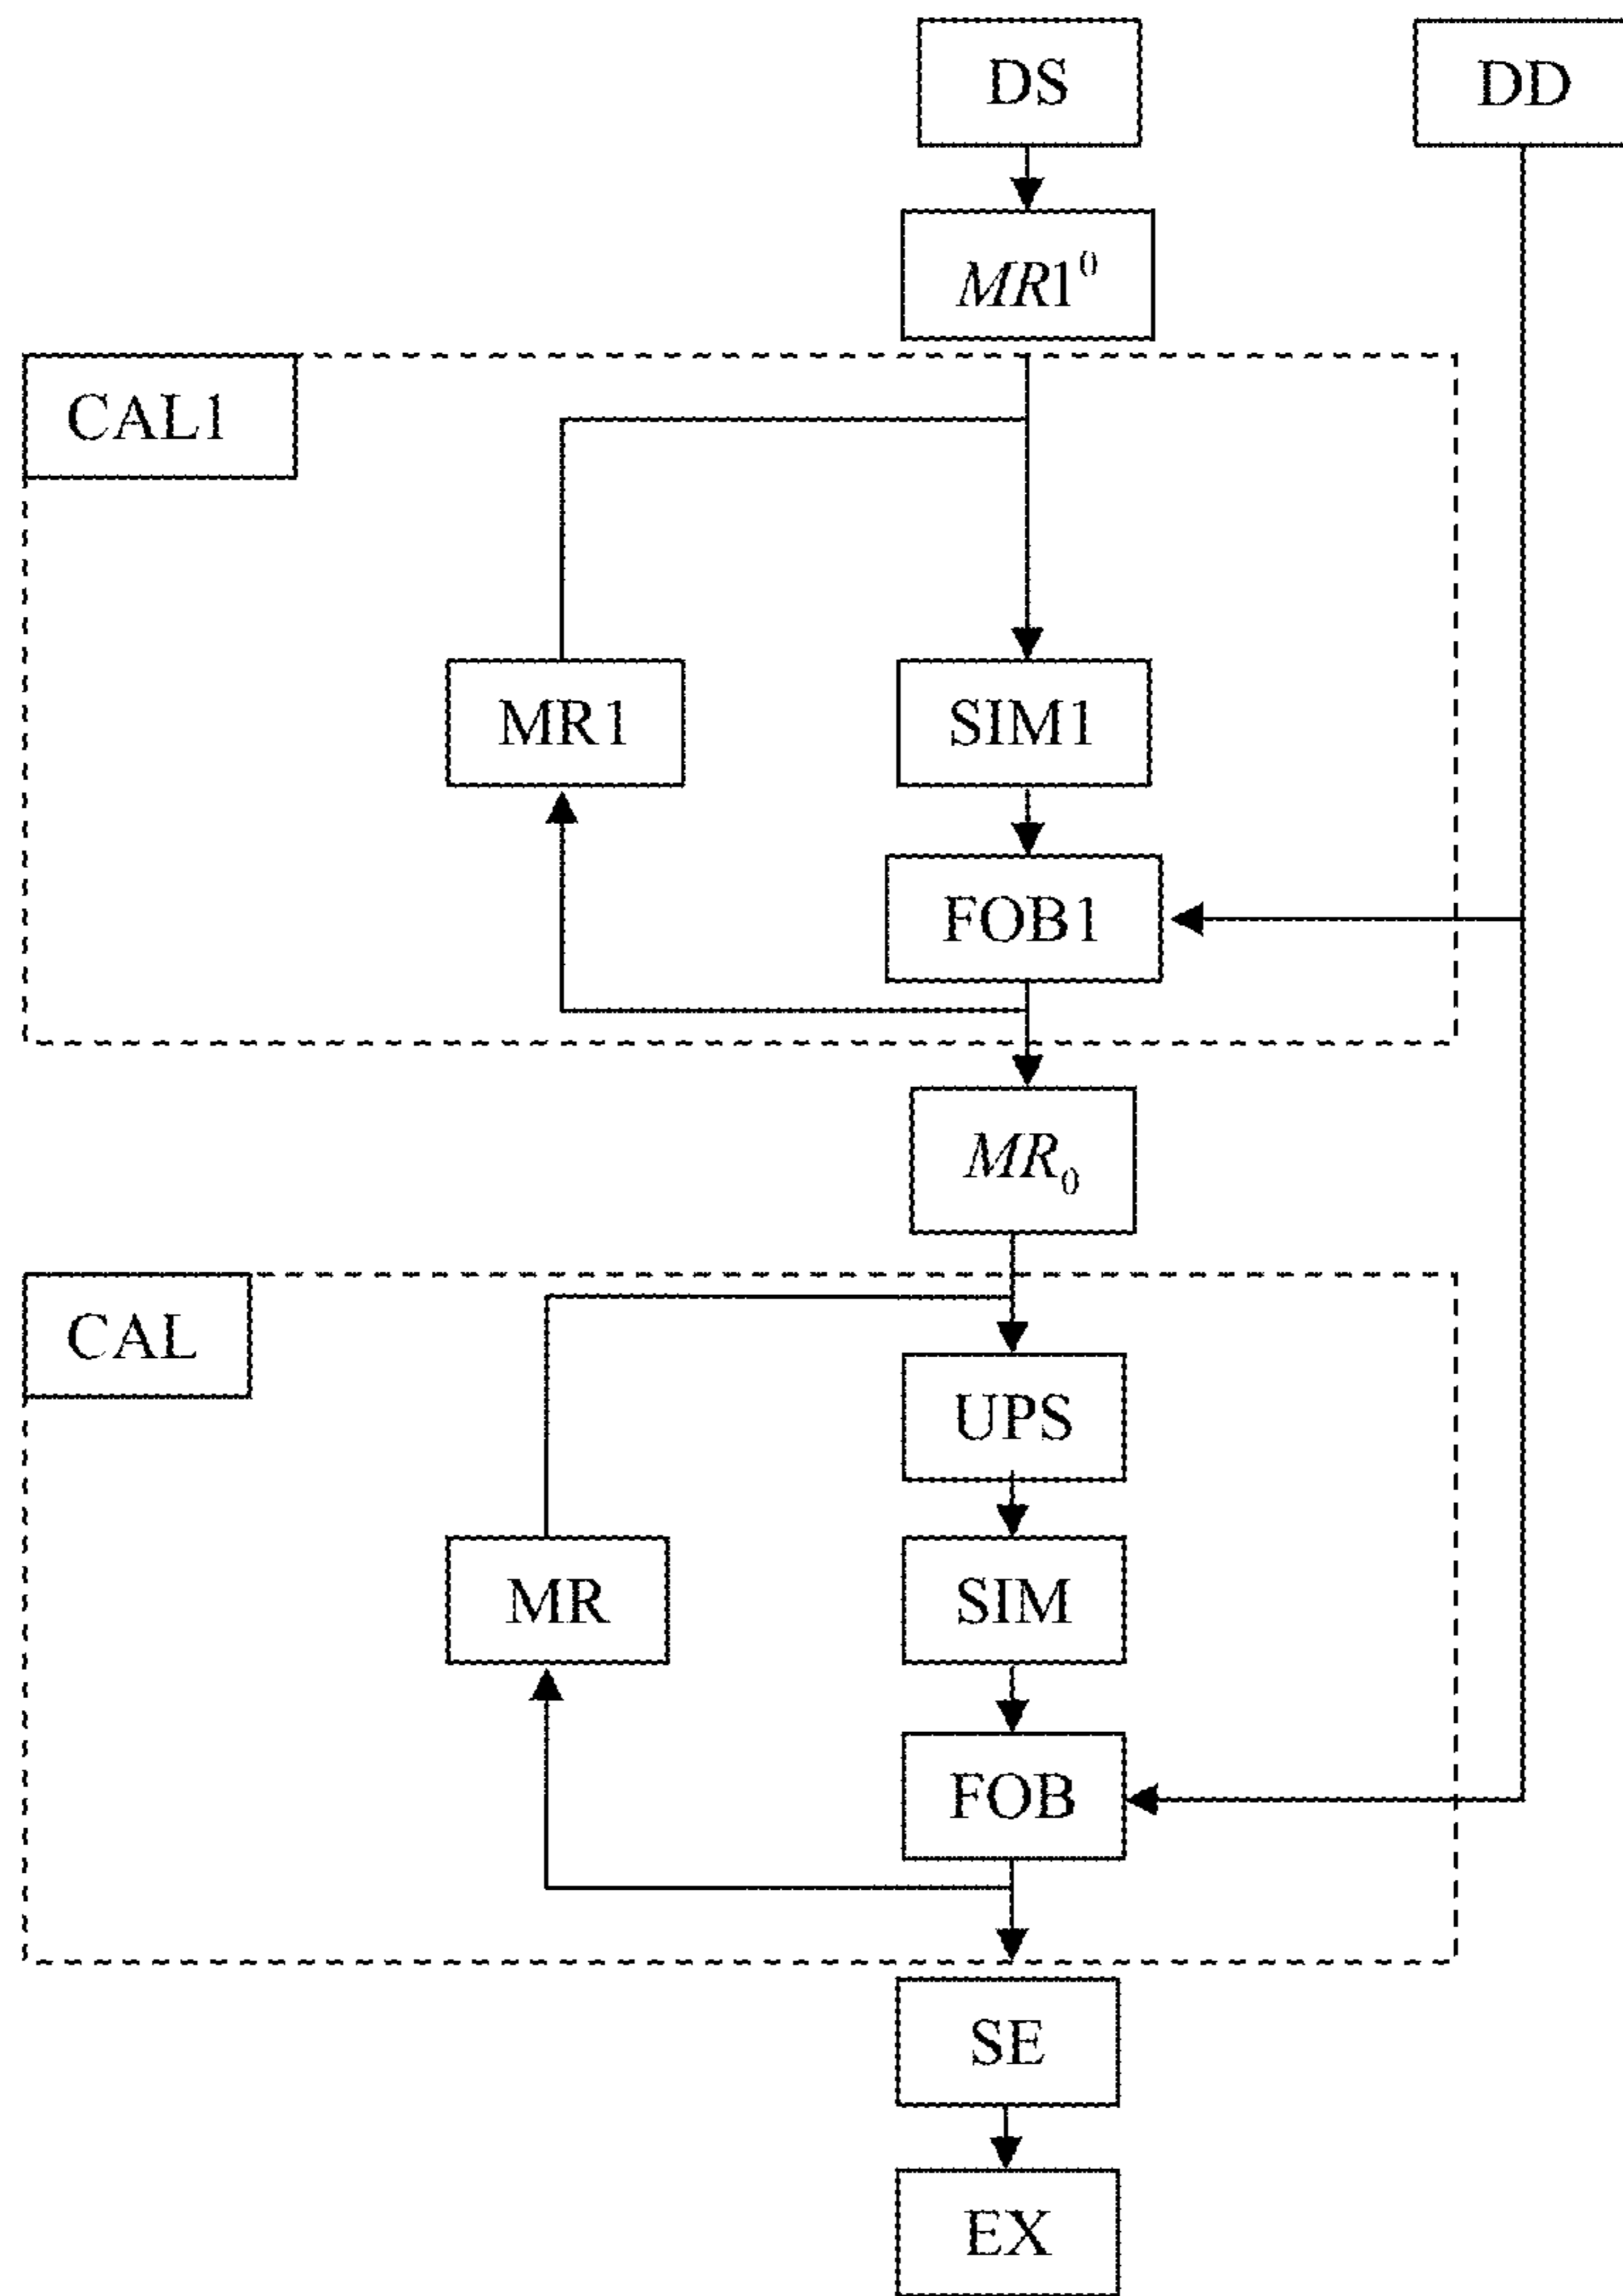 DS
DD
MR1⁰
CAL1
MR1
SIM1
FOB1
MR₀
CAL
UPS
MR
SIM
FOB
SE
EX